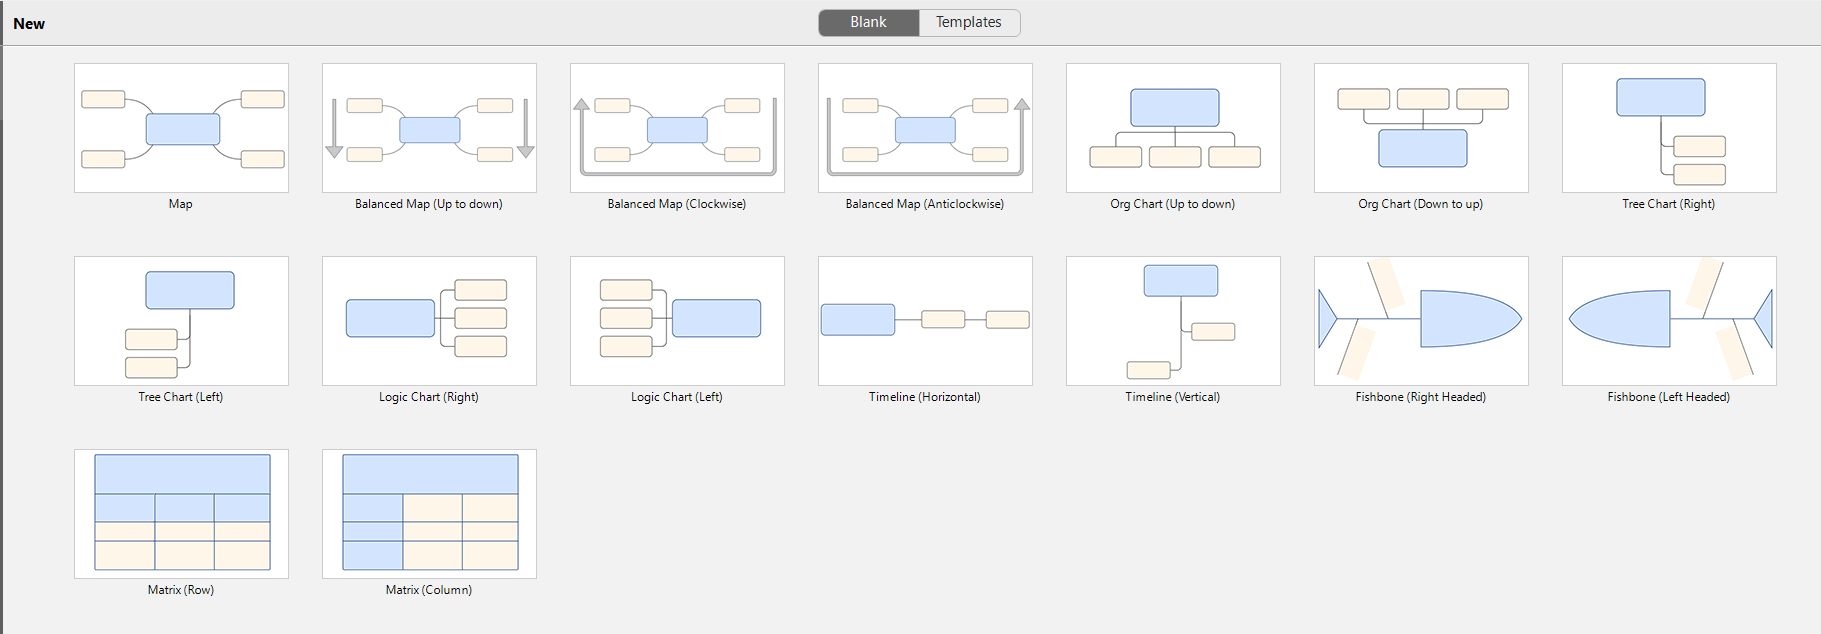 New
Blank
Templates
Map
Balanced Map (Up to down)
Balanced Map (Clockwise)
Balanced Map (Anticlockwise)
Org Chart (Up to down)
Org Chart (Down to up)
Tree Chart (Right)
Tree Chart (Left)
Logic Chart (Right)
Logic Chart (Left)
Timeline (Horizontal)
Timeline (Vertical)
Fishbone (Right Headed)
Fishbone (Left Headed)
Matrix (Row)
Matrix (Column)